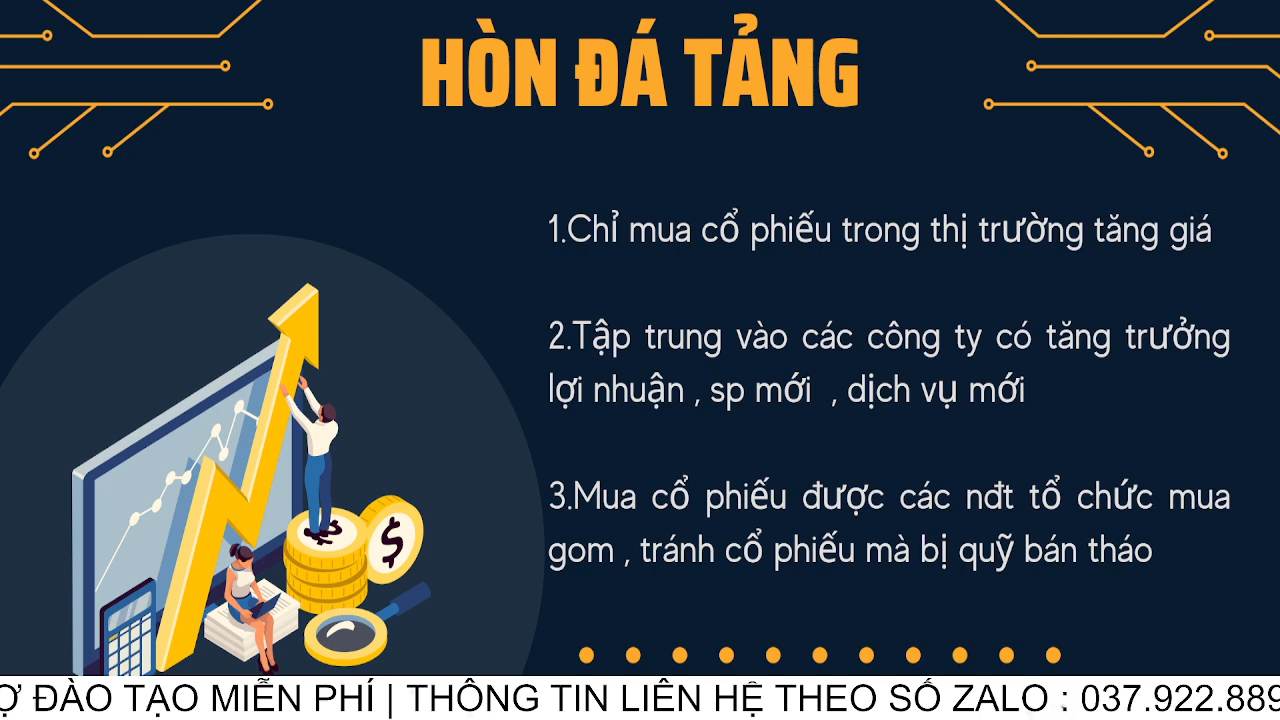 HÒN ĐÁ TẢNG
1.Chỉ mua cổ phiếu trong thị trường tăng giá
2.Tập trung vào các công ty có tăng trưởng
lợi nhuận , sp mới , dịch vụ mới
3.Mua cổ phiếu được các nđt tổ chức mua
gom , tránh cổ phiếu mà bị quỹ bán tháo
ĐÀO TẠO MIỄN PHÍ | THÔNG TIN LIÊN HỆ THEO SỐ ZALO : 037.922.889